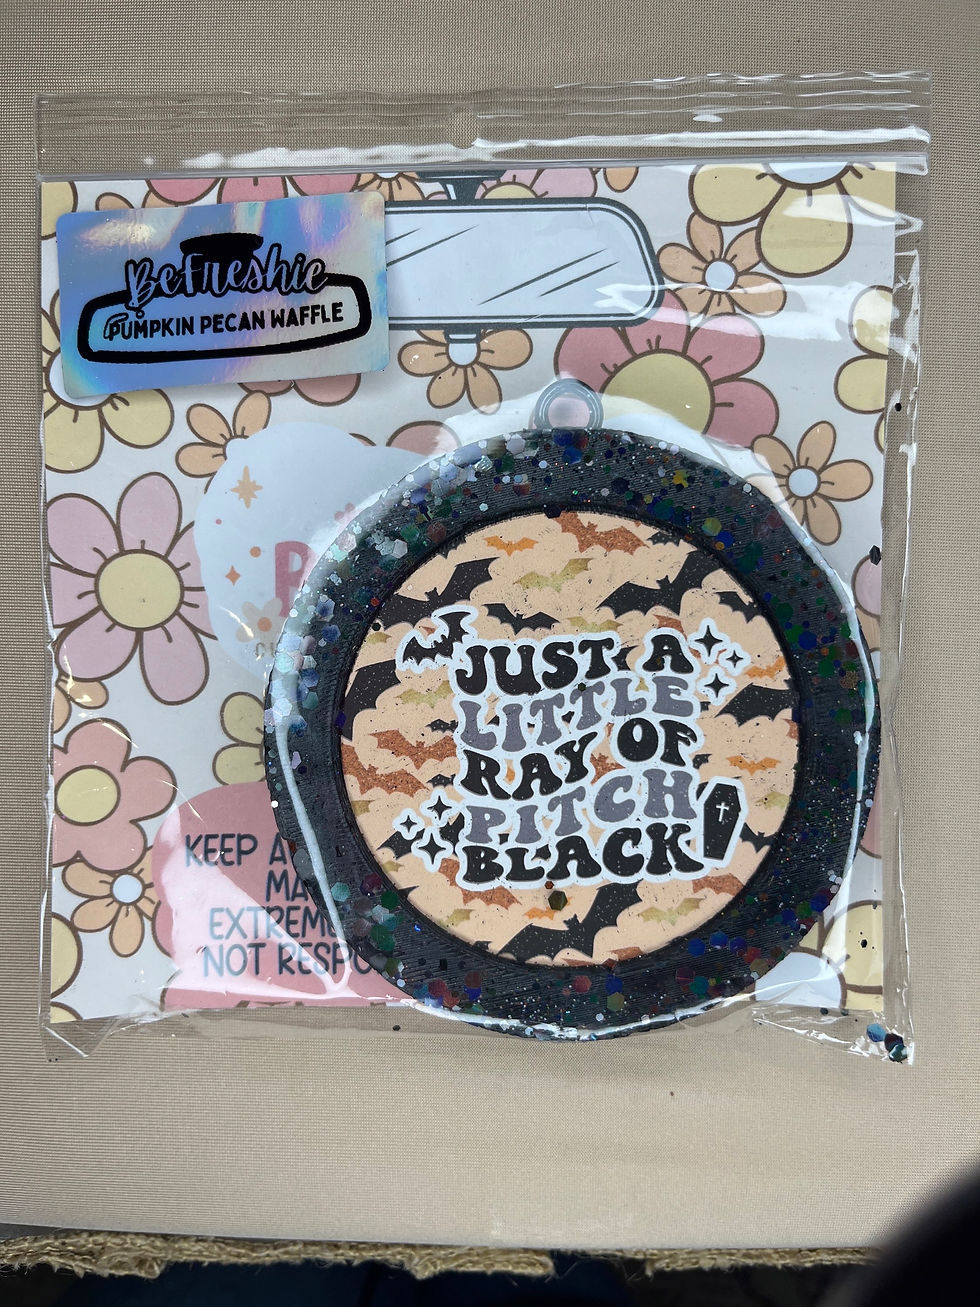 BeFreshie
PUMPKIN PECAN WAFFLE
JUST A
LITTLE
RAY OF
PITCH
BLACK
KEEP A
MA
EXTREM
NOT RESPO